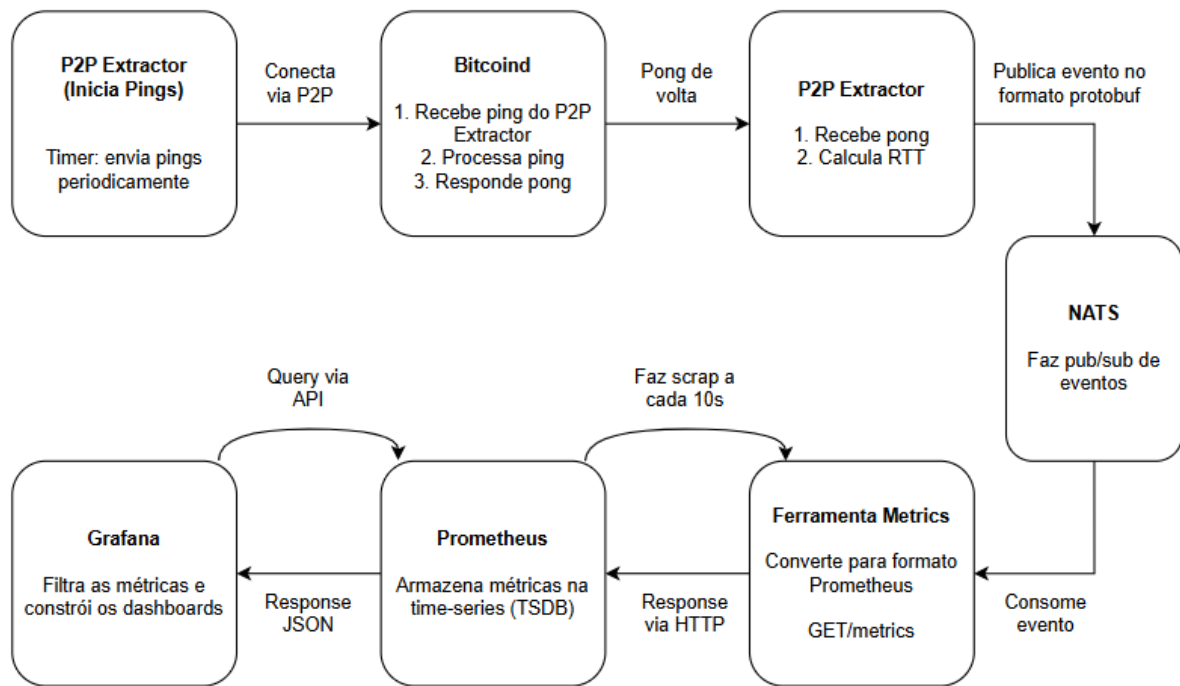 P2P Extractor
(Inicia Pings)
Timer: envia pings
periodicamente
Conecta
via P2P
Bitcoind
1. Recebe ping do P2P
Extractor
2. Processa ping
3. Responde pong
Pong de
volta
P2P Extractor
1. Recebe pong
2. Calcula RTT
Publica evento no
formato protobuf
NATS
Faz pub/sub de
eventos
Query via
API
Faz scrap a
cada 10s
Grafana
Filtra as métricas e
constrói os dashboards
Response
JSON
Prometheus
Armazena métricas na
time-series (TSDB)
Response
via HTTP
Ferramenta Metrics
Converte para formato
Prometheus
GET/metrics
Consome
evento